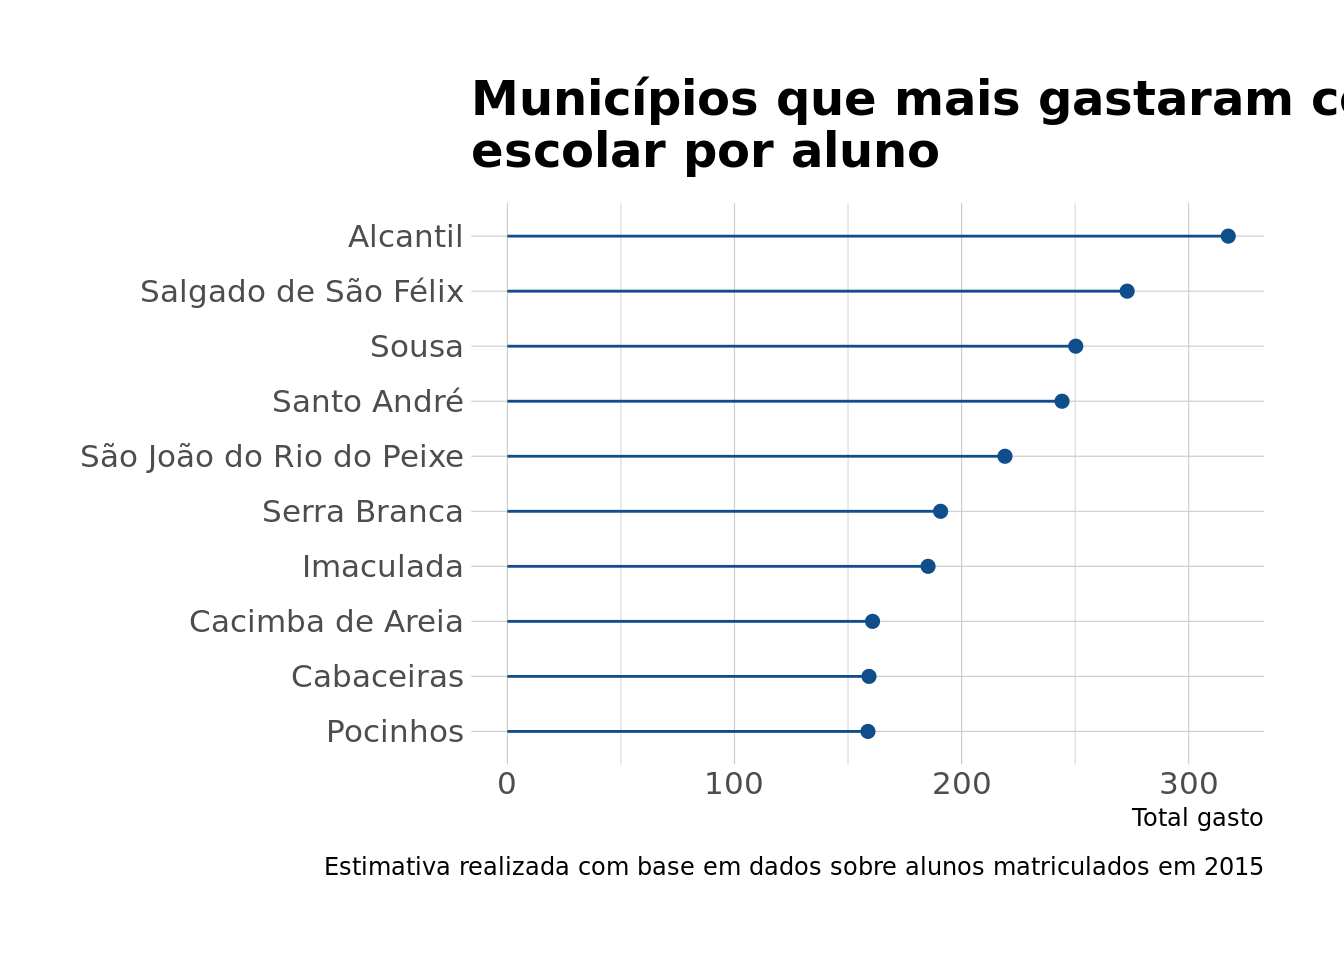 Municípios que mais gastaram
escolar por aluno
Alcantil
Salgado de São Félix
Sousa
Santo André
São João do Rio do Peixe
Serra Branca
Imaculada
Cacimba de Areia
Cabaceiras
Pocinhos
0 100 200 300
Total gasto
Estimativa realizada com base em dados sobre alunos matriculados em 2015